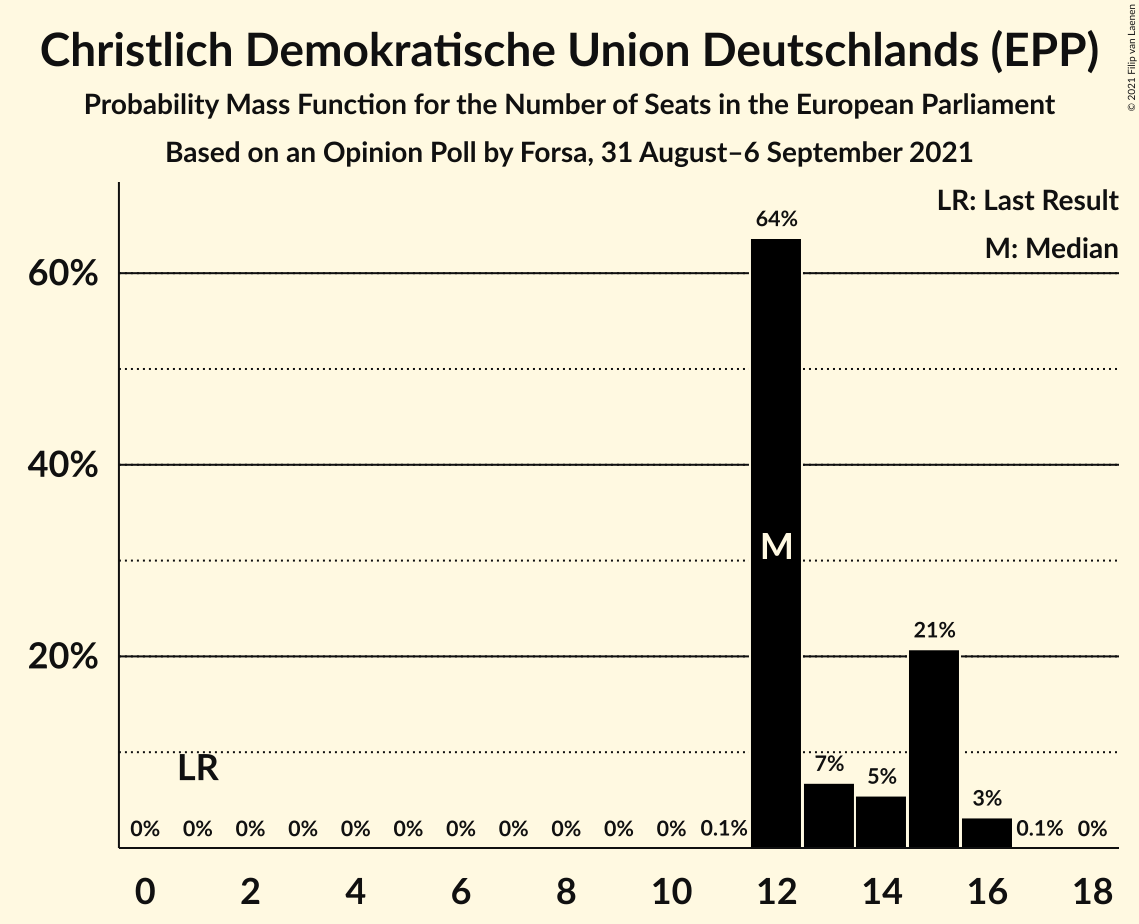 Christlich Demokratische Union Deutschlands (EPP)
Probability Mass Function for the Number of Seats in the European Parliament
Based on an Opinion Poll by Forsa, 31 August–6 September 2021
© 2021 Filip van Laenen
LR: Last Result
M: Median
64%
60%
40%
M
21%
20%
LR
7%
5%
3%
0% 0% 0% 0% 0% 0% 0% 0% 0% 0% 0% 0.1% 0.1% 0%
0 2 4 6 8 10 12 14 16 18